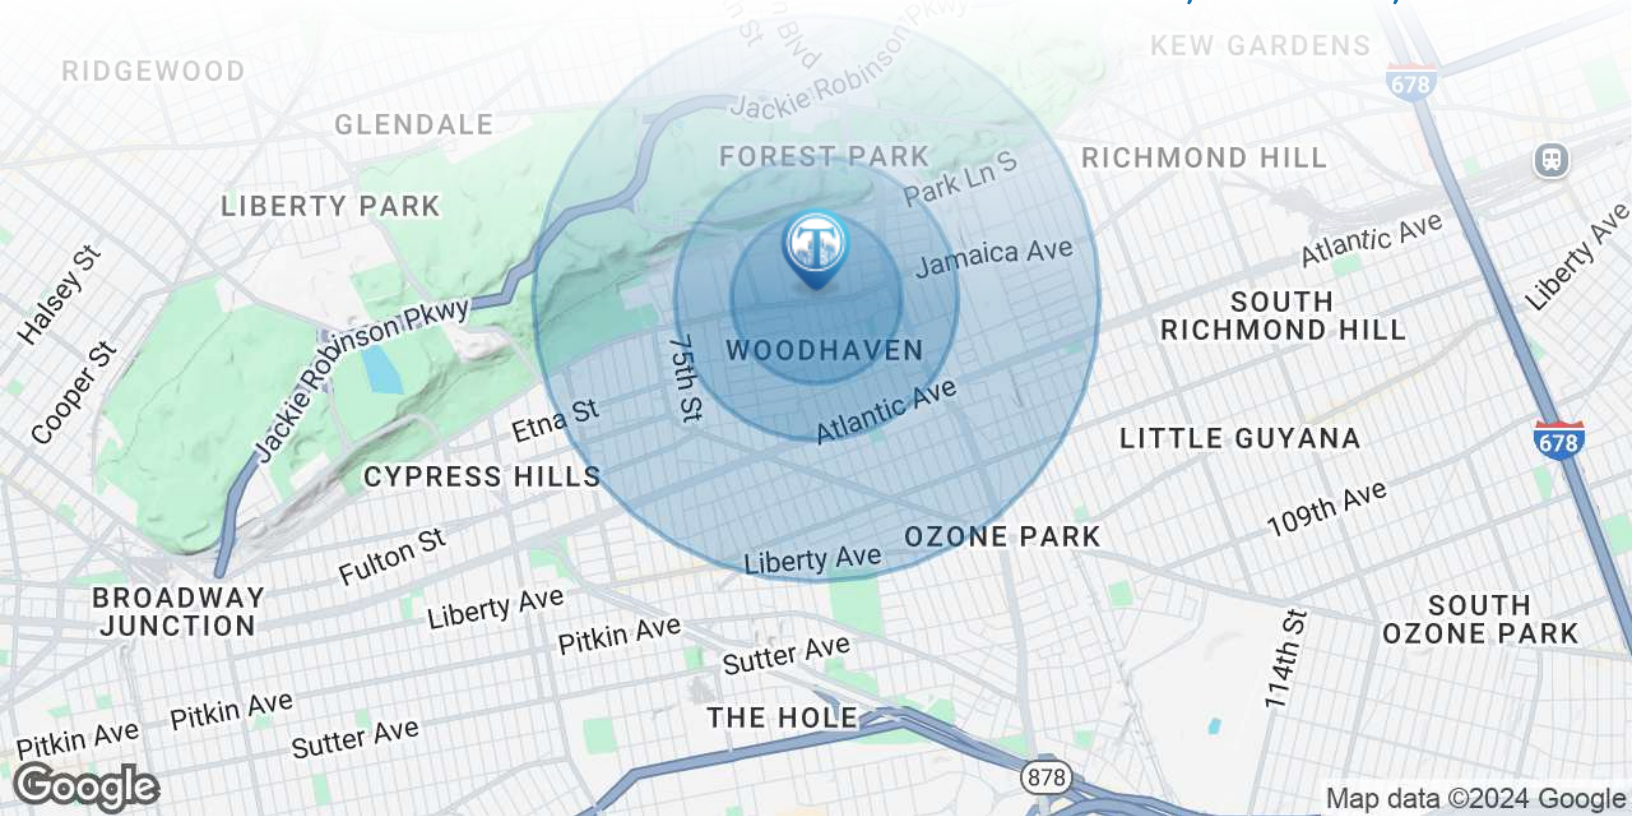 Jackie Robinson Pkwy
KEW GARDENS
RIDGEWOOD
678
GLENDALE
FOREST PARK
RICHMOND HILL
Park Ln S
LIBERTY PARK
Halsey St
Jamaica Ave
Atlantic Ave
Liberty Ave
T
Jackie Robinson Pkwy
SOUTH
RICHMOND HILL
WOODHAVEN
75th St
Cooper St
Atlantic Ave
Etna St
LITTLE GUYANA
678
CYPRESS HILLS
109th Ave
OZONE PARK
Fulton St
Liberty Ave
BROADWAY
JUNCTION
Liberty Ave
SOUTH
OZONE PARK
Pitkin Ave
Sutter Ave
114th St
Pitkin Ave
THE HOLE
Pitkin Ave
Sutter Ave
878
Google
Map data ©2024 Google